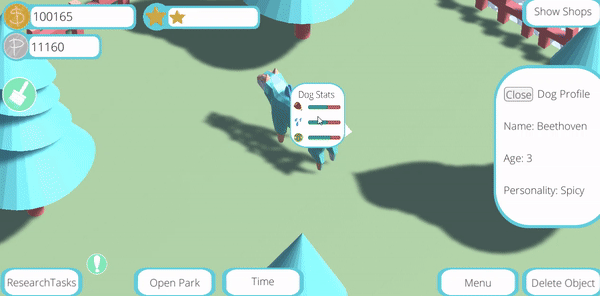 100165
Show Shops
11160
Dog Stats
Close Dog Profile
Name: Beethoven
Age: 3
Personality: Spicy
ResearchTasks
Open Park
Time
Menu
Delete Object